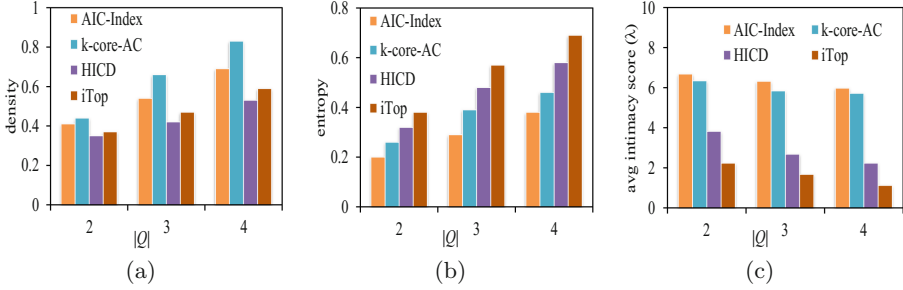 1
0.8
0.6
0.4
0.2
0
density
AIC-Index
k-core-AC
HICD
iTop
2
3
4
|Q|
(a)
0.8
0.6
0.4
0.2
0.0
entropy
AIC-Index
k-core-AC
HICD
iTop
2
3
4
|Q|
(b)
10
8
6
4
2
0
avg intimacy score (λ)
AIC-Index k-core-AC
HICD iTop
2
3
4
|Q|
(c)